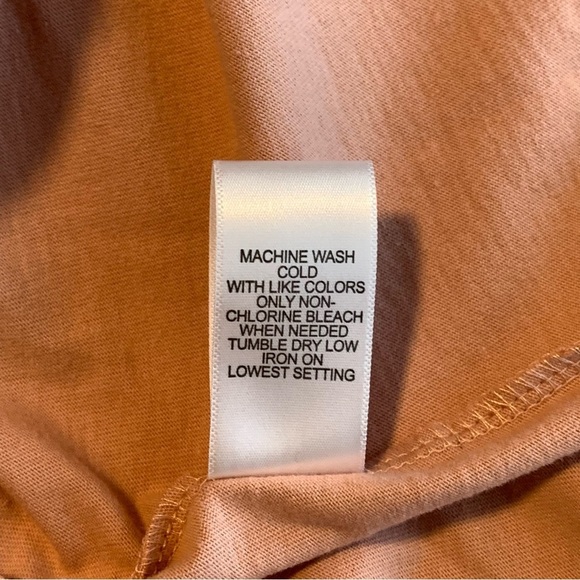 MACHINE WASH
COLD
WITH LIKE COLORS
ONLY NON-
CHLORINE BLEACH
WHEN NEEDED
TUMBLE DRY LOW
IRON ON
LOWEST SETTING